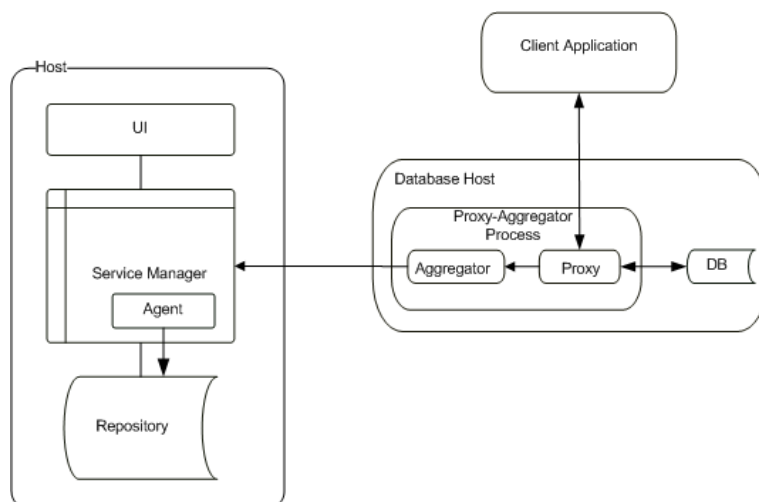 Host
UI
Service Manager
Agent
Repository
Client Application
Database Host
Proxy-Aggregator
Process
Aggregator
Proxy
DB